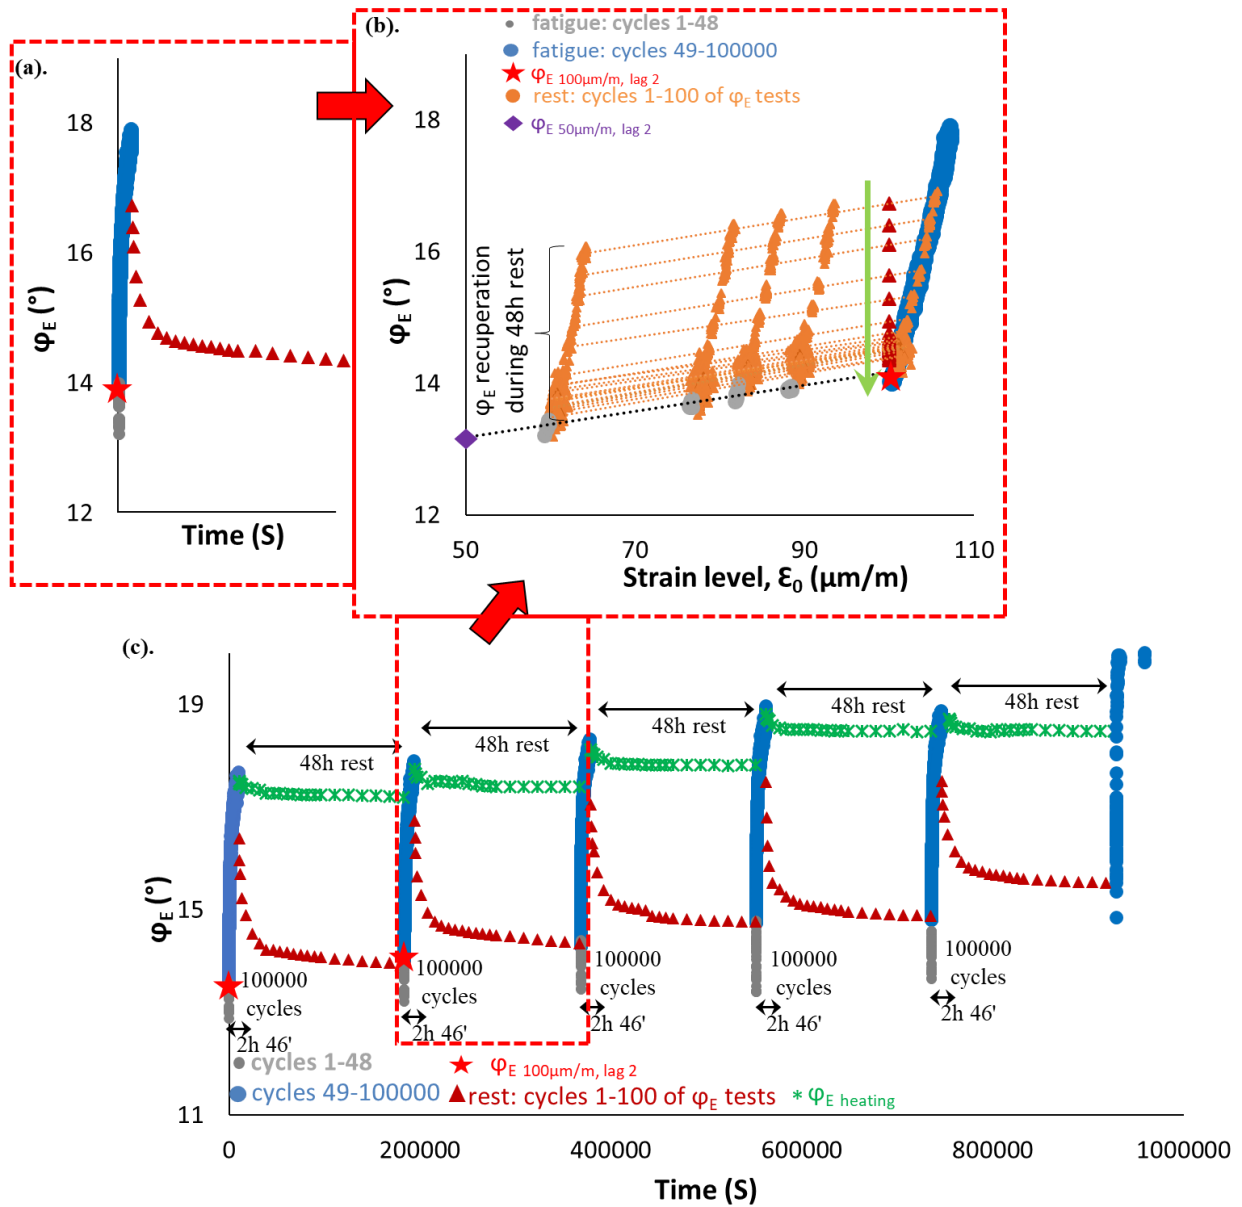 (a).
18
16
14
12
φE (°)
Time (S)
(b).
fatigue: cycles 1-48
fatigue: cycles 49-100000
φE 100μm/m, lag 2
rest: cycles 1-100 of φE tests
φE 50μm/m, lag 2
18
16
14
12
φE (°)
φE recuperation
during 48h rest
50
70
90
110
Strain level, Ɛ0 (μm/m)
(c).
19
15
11
φE (°)
48h rest
48h rest
48h rest
48h rest
48h rest
100000
cycles
2h 46'
100000
cycles
2h 46'
100000
cycles
2h 46'
100000
cycles
2h 46'
100000
cycles
2h 46'
cycles 1-48
φE 100μm/m, lag 2
cycles 49-100000
rest: cycles 1-100 of φE tests
φE heating
0
200000
400000
600000
800000
1000000
Time (S)